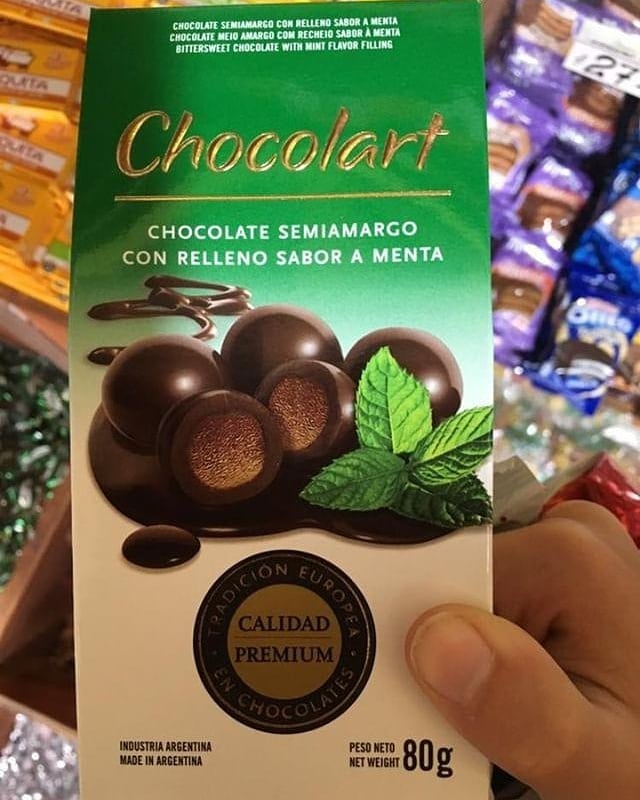 CHOCOLATE SEMIAMARGO CON RELLENO SABOR A MENTA
CHOCOLATE MEIO AMARGO COM RECHEIO SABOR À MENTA
BITTERSWEET CHOCOLATE WITH MINT FLAVOR FILLING
Chocolart
CHOCOLATE SEMIAMARGO
CON RELLENO SABOR A MENTA
TRADICIÓN EUROPEA
CALIDAD
PREMIUM
EN CHOCOLATES
INDUSTRIA ARGENTINA
MADE IN ARGENTINA
PESO NETO
NET WEIGHT 80g